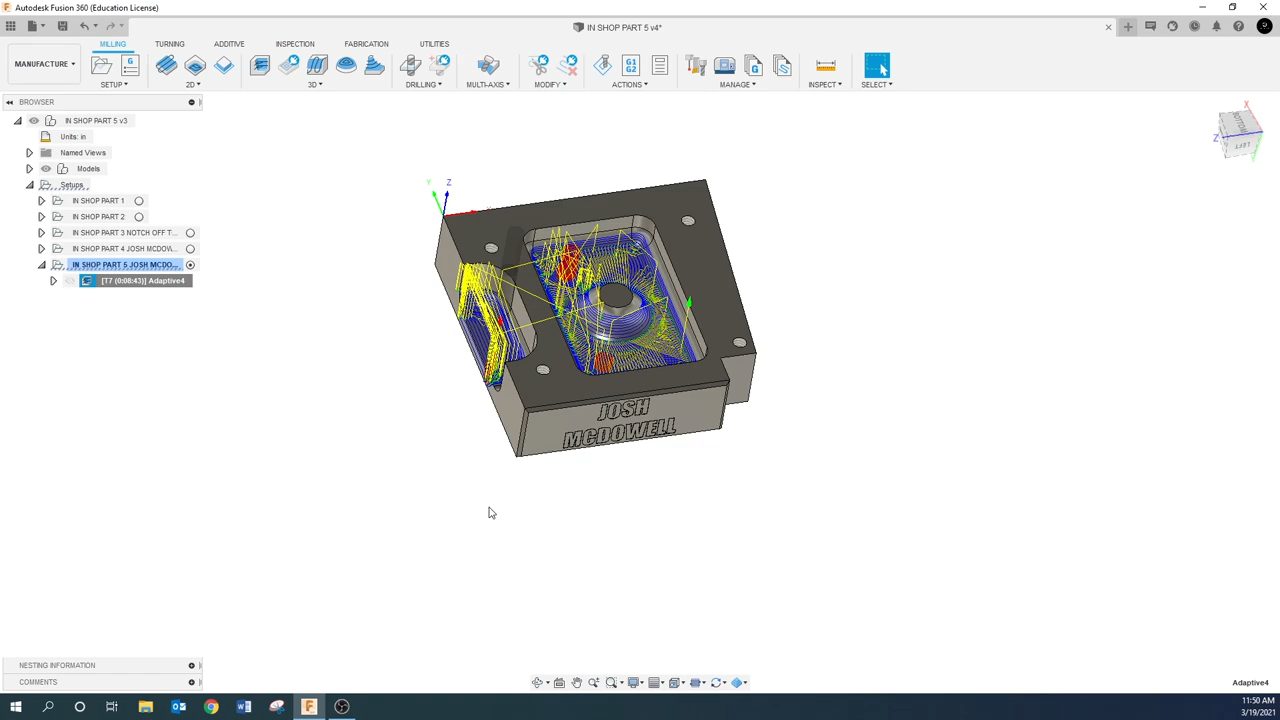 Autodesk Fusion 360 (Education License)
IN SHOP PART 5 v4*
MILLING TURNING ADDITIVE INSPECTION FABRICATION UTILITIES
MANUFACTURE
SETUP 2D 3D DRILLING MULTI-AXIS MODIFY ACTIONS MANAGE INSPECT SELECT
G G1 G2 G
BROWSER
IN SHOP PART 5 v3
Units: in
Named Views
Models
Setups
IN SHOP PART 1
IN SHOP PART 2
IN SHOP PART 3 NOTCH OFF T...
IN SHOP PART 4 JOSH MCDOW...
IN SHOP PART 5 JOSH MCDO...
[T7 (0:08:43)] Adaptive4
Y Z
X
BOTTOM
Z LEFT
Y
JOSH
MCDOWELL
NESTING INFORMATION
COMMENTS
Adaptive4
11:50 AM
3/19/2021